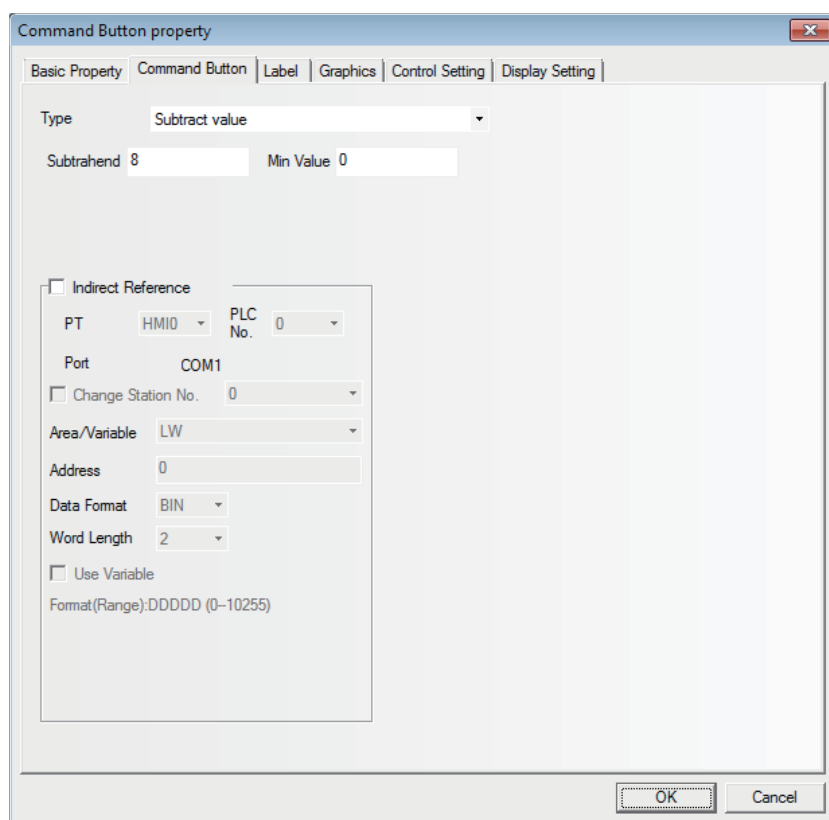 Command Button property
Basic Property Command Button Label Graphics Control Setting Display Setting
Type Subtract value
Subtrahend 8 Min Value 0
Indirect Reference
PT HMI0 PLC No. 0
Port COM1
Change Station No. 0
Area/Variable LW
Address 0
Data Format BIN
Word Length 2
Use Variable
Format(Range):DDDDD (0--10255)
OK Cancel